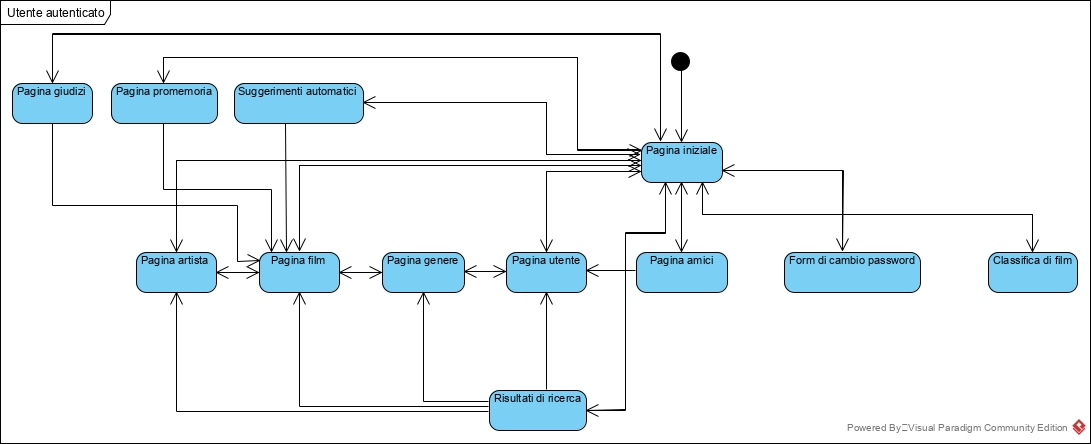 Utente autenticato
Pagina giudizi
Pagina promemoria
Suggerimenti automatici
Pagina iniziale
Pagina artista
Pagina film
Pagina genere
Pagina utente
Pagina amici
Form di cambio password
Classifica di film
Risultati di ricerca
Powered By Visual Paradigm Community Edition